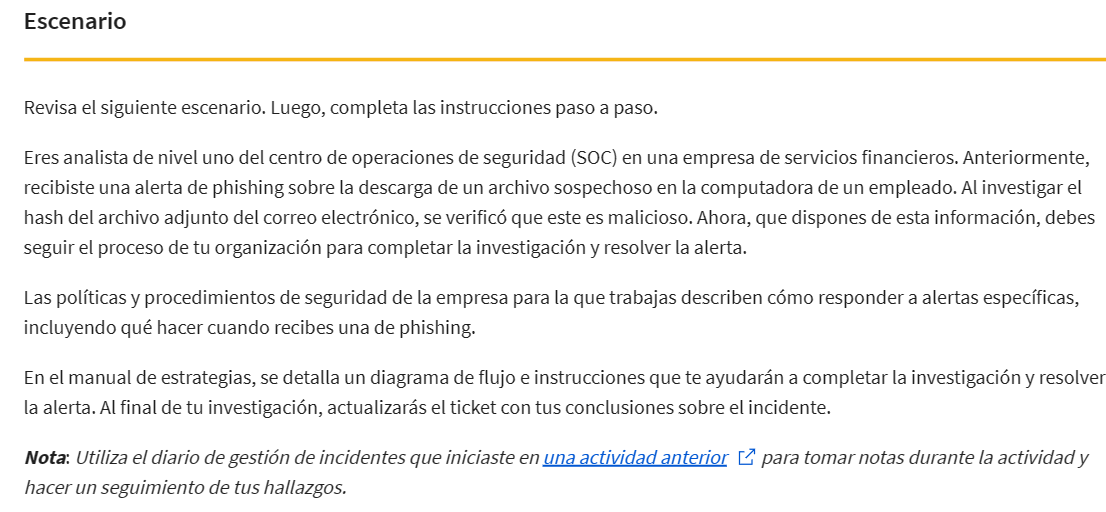 Escenario
Revisa el siguiente escenario. Luego, completa las instrucciones paso a paso.
Eres analista de nivel uno del centro de operaciones de seguridad (SOC) en una empresa de servicios financieros. Anteriormente,
recibiste una alerta de phishing sobre la descarga de un archivo sospechoso en la computadora de un empleado. Al investigar el
hash del archivo adjunto del correo electrónico, se verificó que este es malicioso. Ahora, que dispones de esta información, debes
seguir el proceso de tu organización para completar la investigación y resolver la alerta.
Las políticas y procedimientos de seguridad de la empresa para la que trabajas describen cómo responder a alertas específicas,
incluyendo qué hacer cuando recibes una de phishing.
En el manual de estrategias, se detalla un diagrama de flujo e instrucciones que te ayudarán a completar la investigación y resolver
la alerta. Al final de tu investigación, actualizarás el ticket con tus conclusiones sobre el incidente.
Nota: Utiliza el diario de gestión de incidentes que iniciaste en una actividad anterior para tomar notas durante la actividad y
hacer un seguimiento de tus hallazgos.